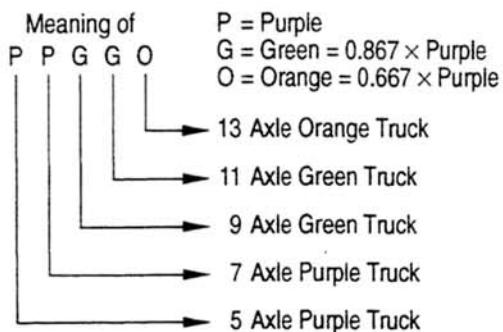 Meaning of
P P G G O
P = Purple
G = Green = 0.867 × Purple
O = Orange = 0.667 × Purple
13 Axle Orange Truck
11 Axle Green Truck
9 Axle Green Truck
7 Axle Purple Truck
5 Axle Purple Truck